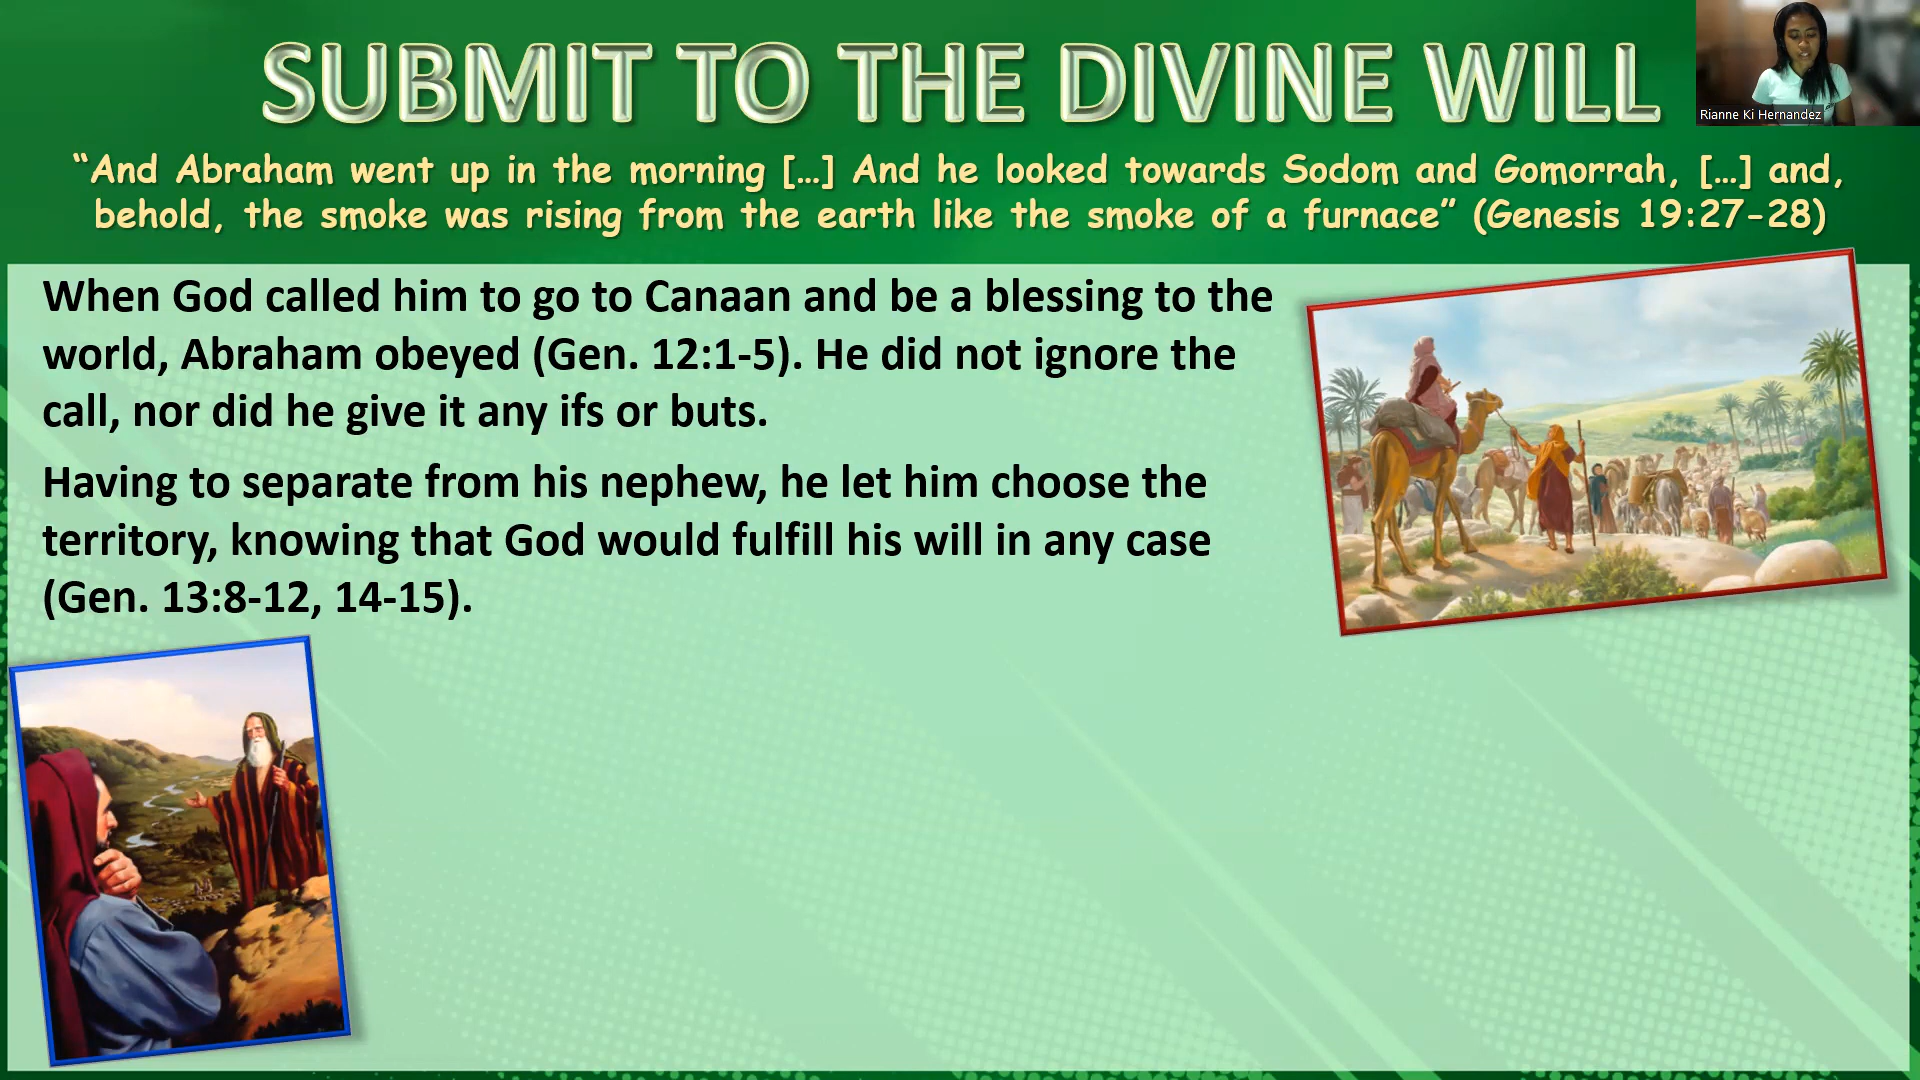 SUBMIT TO THE DIVINE WILL
Rianne Ki Hernandez
“And Abraham went up in the morning […] And he looked towards Sodom and Gomorrah, […] and,
behold, the smoke was rising from the earth like the smoke of a furnace” (Genesis 19:27-28)
When God called him to go to Canaan and be a blessing to the
world, Abraham obeyed (Gen. 12:1-5). He did not ignore the
call, nor did he give it any ifs or buts.
Having to separate from his nephew, he let him choose the
territory, knowing that God would fulfill his will in any case
(Gen. 13:8-12, 14-15).